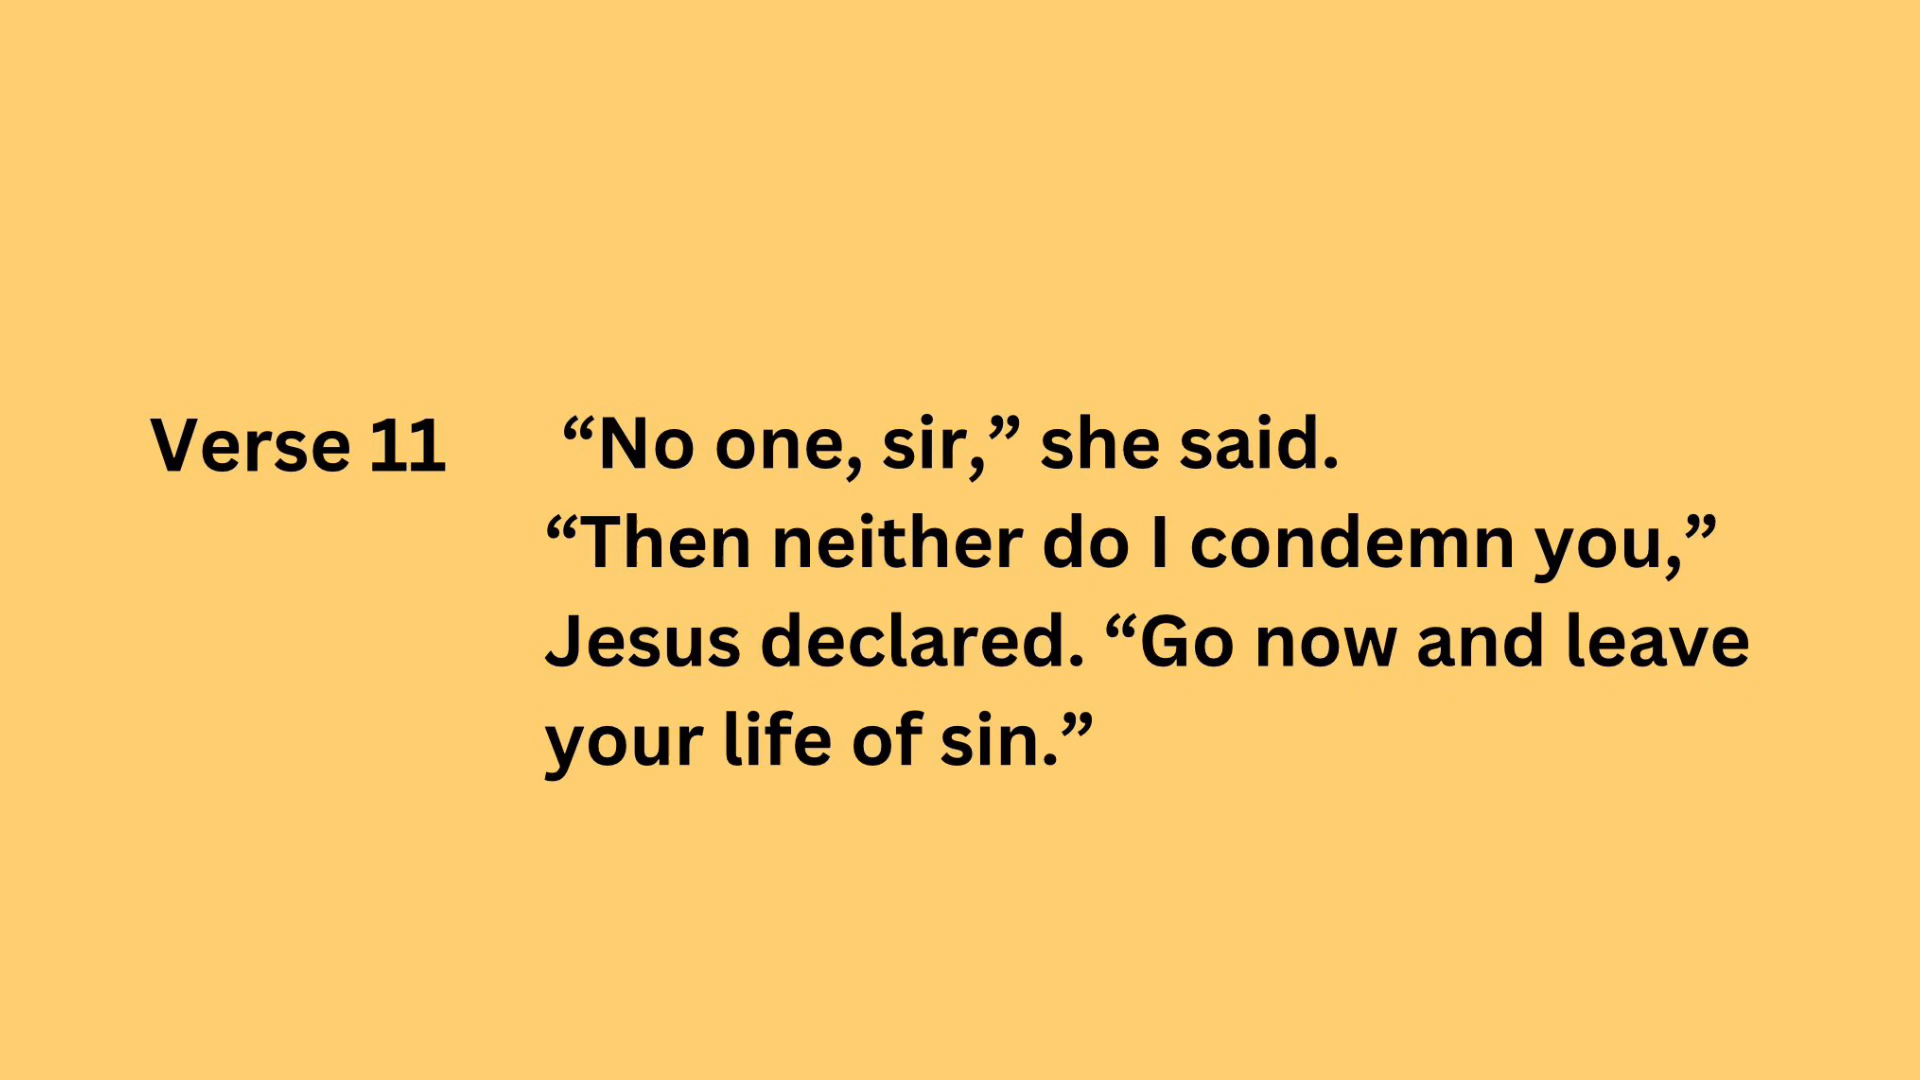 Verse 11 “No one, sir,” she said.
“Then neither do I condemn you,”
Jesus declared. “Go now and leave
your life of sin.”